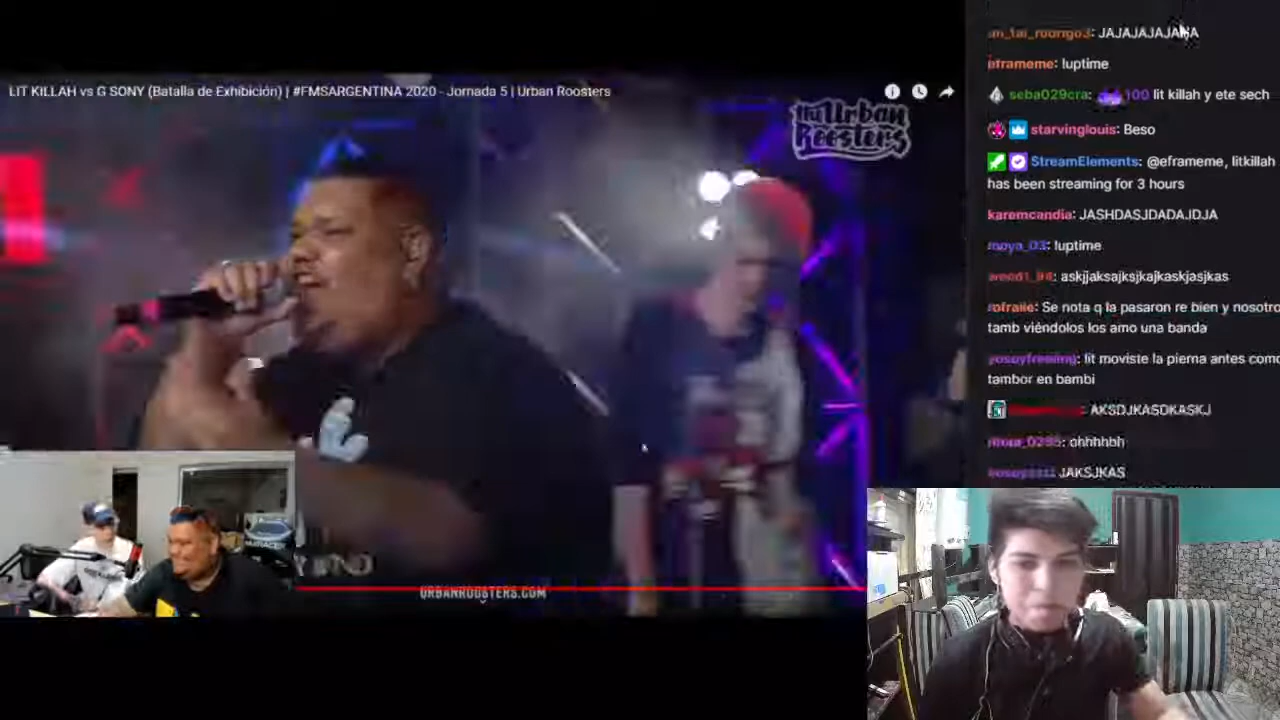 LIT KILLAH vs G SONY (Batalla de Exhibición) | #FMSARGENTINA 2020 - Jornada 5 | Urban Roosters
the Urban
Roosters
URBANROOSTERS.COM
JAJAJAJAJANA
eframeme: !uptime
seba029cra: 100 lit killah y ete sech
starvinglouis: Beso
StreamElements: @eframeme, litkillah
has been streaming for 3 hours
karemcandia: JASHDASJDADAJDJA
moya_03: !uptime
askjjaksajksjkajkaskjasjkas
Se nota q la pasaron re bien y nosotro
tamb viéndolos los amo una banda
lit moviste la pierna antes como
tambor en bambi
AKSDJKASDKASKJ
ohhhhbh
JAKSJKAS